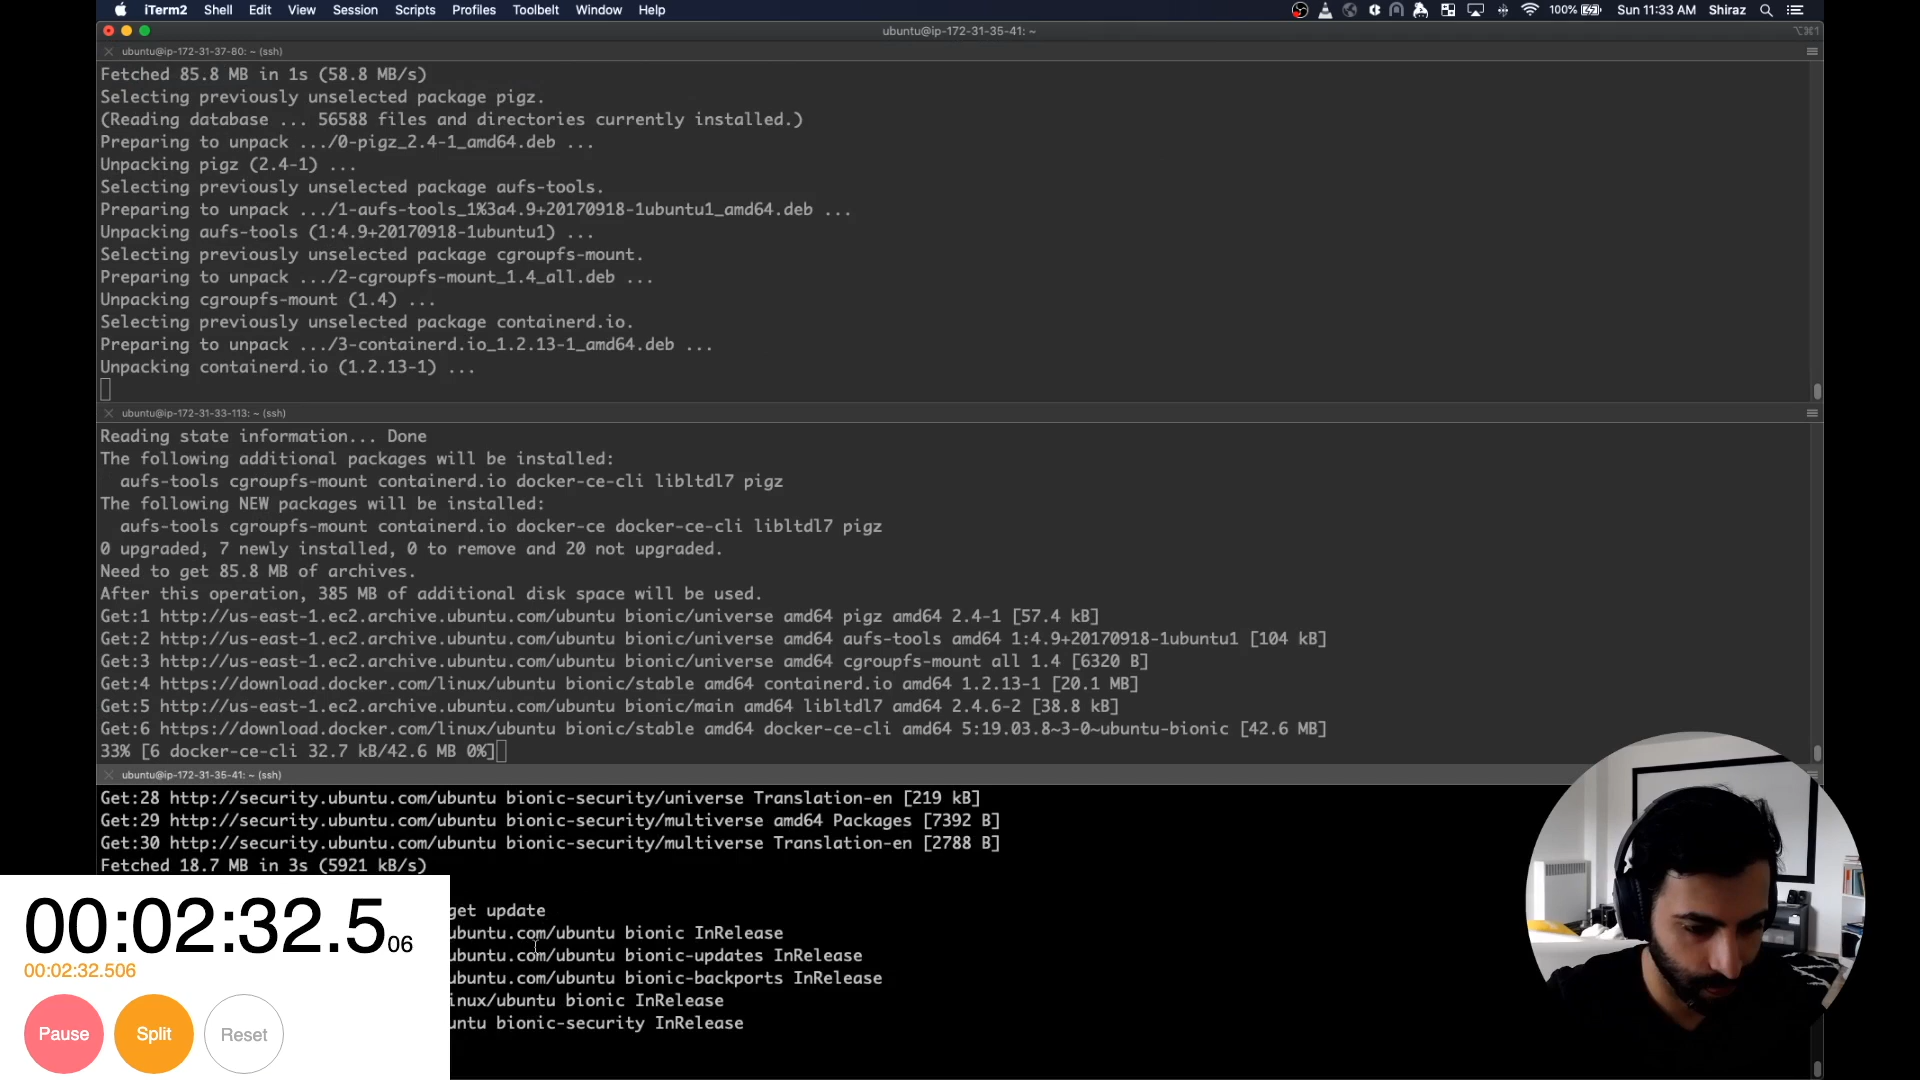 iTerm2 Shell Edit View Session Scripts Profiles Toolbelt Window Help 100% Sun 11:33 AM Shiraz
ubuntu@ip-172-31-35-41: ~ ⌥⌘1
ubuntu@ip-172-31-37-80: ~ (ssh)
Fetched 85.8 MB in 1s (58.8 MB/s)
Selecting previously unselected package pigz.
(Reading database ... 56588 files and directories currently installed.)
Preparing to unpack .../0-pigz_2.4-1_amd64.deb ...
Unpacking pigz (2.4-1) ...
Selecting previously unselected package aufs-tools.
Preparing to unpack .../1-aufs-tools_1%3a4.9+20170918-1ubuntu1_amd64.deb ...
Unpacking aufs-tools (1:4.9+20170918-1ubuntu1) ...
Selecting previously unselected package cgroupfs-mount.
Preparing to unpack .../2-cgroupfs-mount_1.4_all.deb ...
Unpacking cgroupfs-mount (1.4) ...
Selecting previously unselected package containerd.io.
Preparing to unpack .../3-containerd.io_1.2.13-1_amd64.deb ...
Unpacking containerd.io (1.2.13-1) ...
ubuntu@ip-172-31-33-113: ~ (ssh)
Reading state information... Done
The following additional packages will be installed:
aufs-tools cgroupfs-mount containerd.io docker-ce-cli libltdl7 pigz
The following NEW packages will be installed:
aufs-tools cgroupfs-mount containerd.io docker-ce docker-ce-cli libltdl7 pigz
0 upgraded, 7 newly installed, 0 to remove and 20 not upgraded.
Need to get 85.8 MB of archives.
After this operation, 385 MB of additional disk space will be used.
Get:1 http://us-east-1.ec2.archive.ubuntu.com/ubuntu bionic/universe amd64 pigz amd64 2.4-1 [57.4 kB]
Get:2 http://us-east-1.ec2.archive.ubuntu.com/ubuntu bionic/universe amd64 aufs-tools amd64 1:4.9+20170918-1ubuntu1 [104 kB]
Get:3 http://us-east-1.ec2.archive.ubuntu.com/ubuntu bionic/universe amd64 cgroupfs-mount all 1.4 [6320 B]
Get:4 https://download.docker.com/linux/ubuntu bionic/stable amd64 containerd.io amd64 1.2.13-1 [20.1 MB]
Get:5 http://us-east-1.ec2.archive.ubuntu.com/ubuntu bionic/main amd64 libltdl7 amd64 2.4.6-2 [38.8 kB]
Get:6 https://download.docker.com/linux/ubuntu bionic/stable amd64 docker-ce-cli amd64 5:19.03.8~3-0~ubuntu-bionic [42.6 MB]
33% [6 docker-ce-cli 32.7 kB/42.6 MB 0%]
ubuntu@ip-172-31-35-41: ~ (ssh)
Get:28 http://security.ubuntu.com/ubuntu bionic-security/universe Translation-en [219 kB]
Get:29 http://security.ubuntu.com/ubuntu bionic-security/multiverse amd64 Packages [7392 B]
Get:30 http://security.ubuntu.com/ubuntu bionic-security/multiverse Translation-en [2788 B]
Fetched 18.7 MB in 3s (5921 kB/s)
get update
ubuntu.com/ubuntu bionic InRelease
ubuntu.com/ubuntu bionic-updates InRelease
ubuntu.com/ubuntu bionic-backports InRelease
inux/ubuntu bionic InRelease
untu bionic-security InRelease
00:02:32.506
00:02:32.506
Pause Split Reset